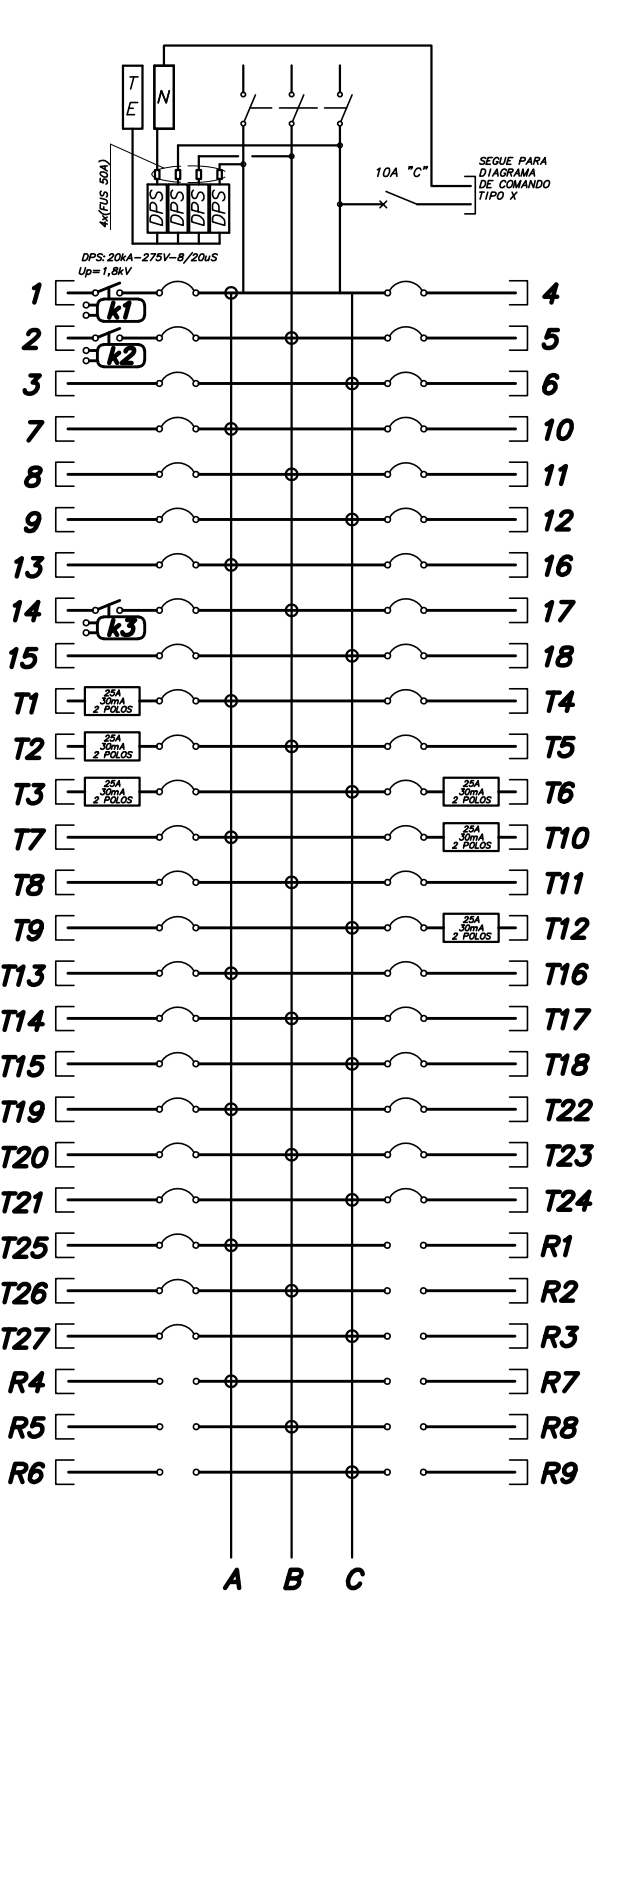 T
E
N
10A "C"
SEGUE PARA
DIAGRAMA
DE COMANDO
TIPO X
4x(FUS 50A)
DPS DPS DPS DPS
DPS:20kA-275V-8/20uS
Up=1,8kV
1 4
k1
2 5
k2
3 6
7 10
8 11
9 12
13 16
14 17
k3
15 18
T1 25A T4
30mA
2 POLOS
T2 25A T5
30mA
2 POLOS
T3 25A 25A T6
30mA 30mA
2 POLOS 2 POLOS
T7 25A T10
30mA
2 POLOS
T8 T11
T9 25A T12
30mA
2 POLOS
T13 T16
T14 T17
T15 T18
T19 T22
T20 T23
T21 T24
T25 R1
T26 R2
T27 R3
R4 R7
R5 R8
R6 R9
A B C